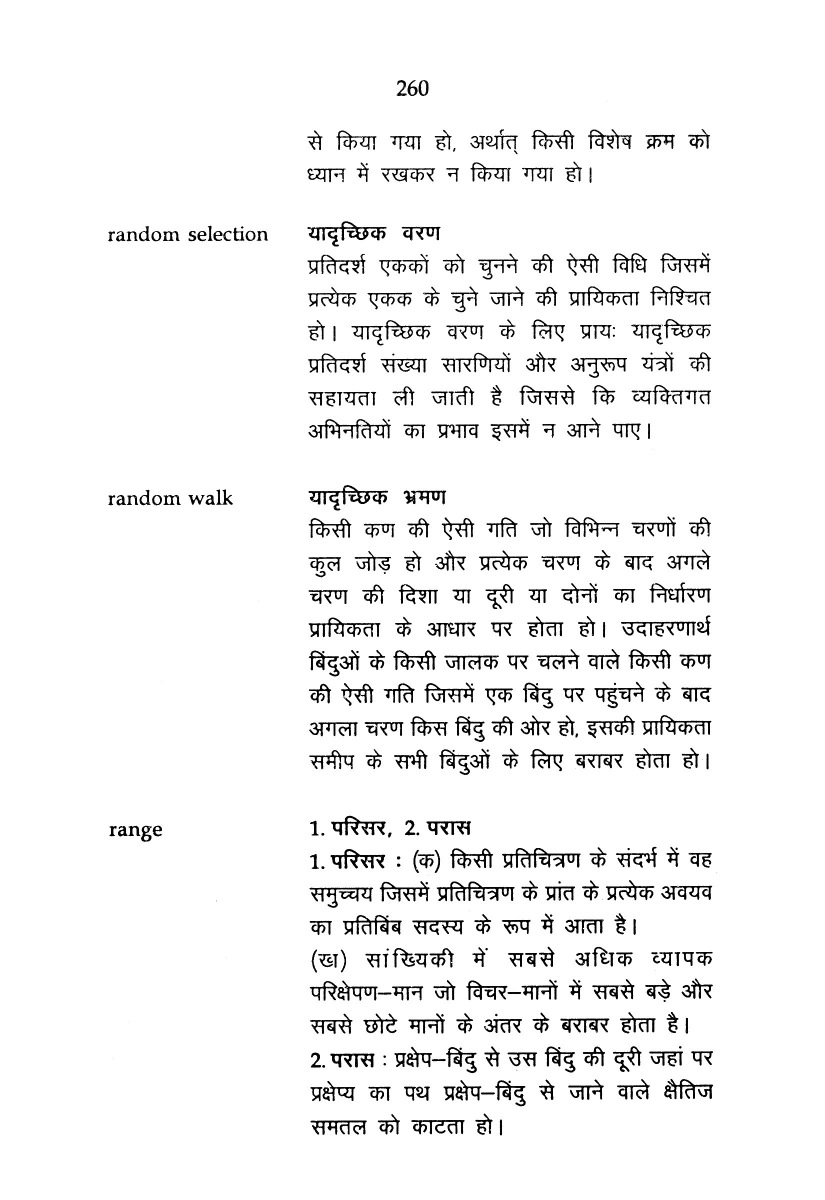 260
से किया गया हो, अर्थात् किसी विशेष क्रम को
ध्यान में रखकर न किया गया हो।
random selection यादृच्छिक वरण
प्रतिदर्श एककों को चुनने की ऐसी विधि जिसमें
प्रत्येक एकक के चुने जाने की प्रायिकता निश्चित
हो। यादृच्छिक वरण के लिए प्रायः यादृच्छिक
प्रतिदर्श संख्या सारणियों और अनुरूप यंत्रों की
सहायता ली जाती है जिससे कि व्यक्तिगत
अभिनतियों का प्रभाव इसमें न आने पाए।
random walk यादृच्छिक भ्रमण
किसी कण की ऐसी गति जो विभिन्न चरणों की
कुल जोड़ हो और प्रत्येक चरण के बाद अगले
चरण की दिशा या दूरी या दोनों का निर्धारण
प्रायिकता के आधार पर होता हो। उदाहरणार्थ
बिंदुओं के किसी जालक पर चलने वाले किसी कण
की ऐसी गति जिसमें एक बिंदु पर पहुंचने के बाद
अगला चरण किस बिंदु की ओर हो, इसकी प्रायिकता
समीप के सभी बिंदुओं के लिए बराबर होता हो।
range 1. परिसर, 2. परास
1. परिसर : (क) किसी प्रतिचित्रण के संदर्भ में वह
समुच्चय जिसमें प्रतिचित्रण के प्रांत के प्रत्येक अवयव
का प्रतिबिंब सदस्य के रूप में आता है।
(ख) सांख्यिकी में सबसे अधिक व्यापक
परिक्षेपण–मान जो विचर–मानों में सबसे बड़े और
सबसे छोटे मानों के अंतर के बराबर होता है।
2. परास : प्रक्षेप–बिंदु से उस बिंदु की दूरी जहां पर
प्रक्षेप्य का पथ प्रक्षेप–बिंदु से जाने वाले क्षैतिज
समतल को काटता हो।